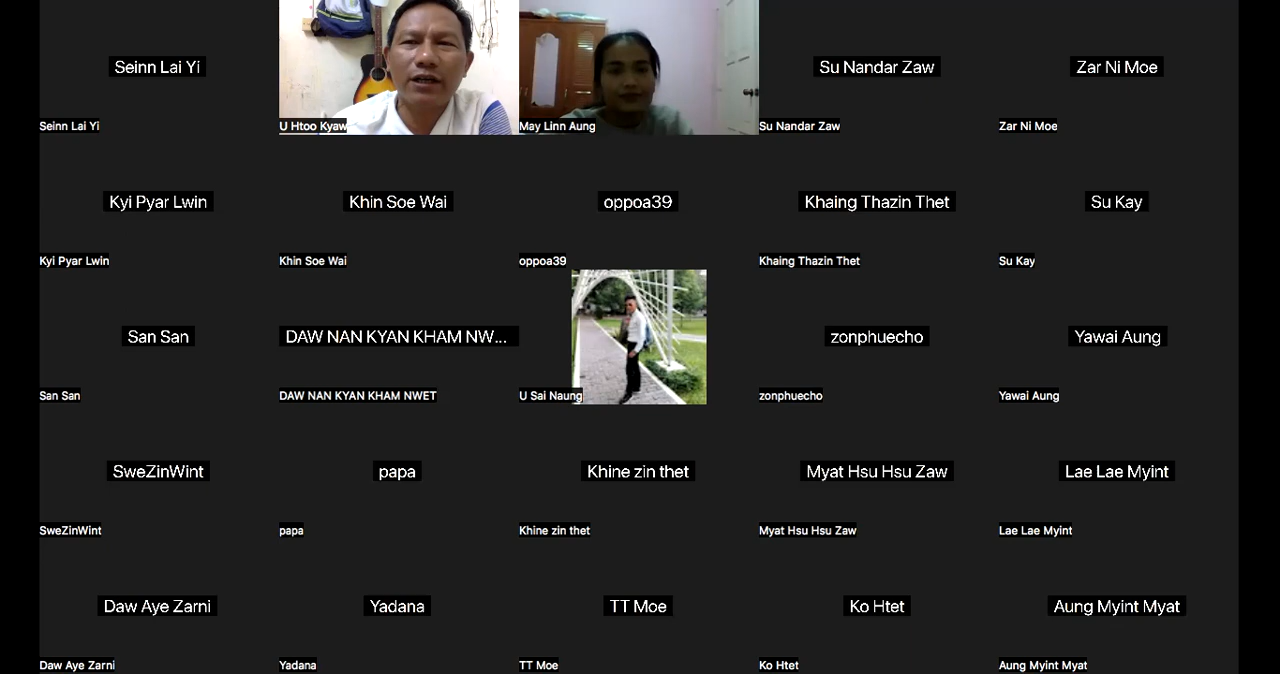 Seinn Lai Yi
Su Nandar Zaw
Zar Ni Moe
Seinn Lai Yi
U Htoo Kyaw
May Linn Aung
Su Nandar Zaw
Zar Ni Moe
Kyi Pyar Lwin
Khin Soe Wai
oppoa39
Khaing Thazin Thet
Su Kay
Kyi Pyar Lwin
Khin Soe Wai
oppoa39
Khaing Thazin Thet
Su Kay
San San
DAW NAN KYAN KHAM NW...
zonphuecho
Yawai Aung
San San
DAW NAN KYAN KHAM NWET
U Sai Naung
zonphuecho
Yawai Aung
SweZinWint
papa
Khine zin thet
Myat Hsu Hsu Zaw
Lae Lae Myint
SweZinWint
papa
Khine zin thet
Myat Hsu Hsu Zaw
Lae Lae Myint
Daw Aye Zarni
Yadana
TT Moe
Ko Htet
Aung Myint Myat
Daw Aye Zarni
Yadana
TT Moe
Ko Htet
Aung Myint Myat